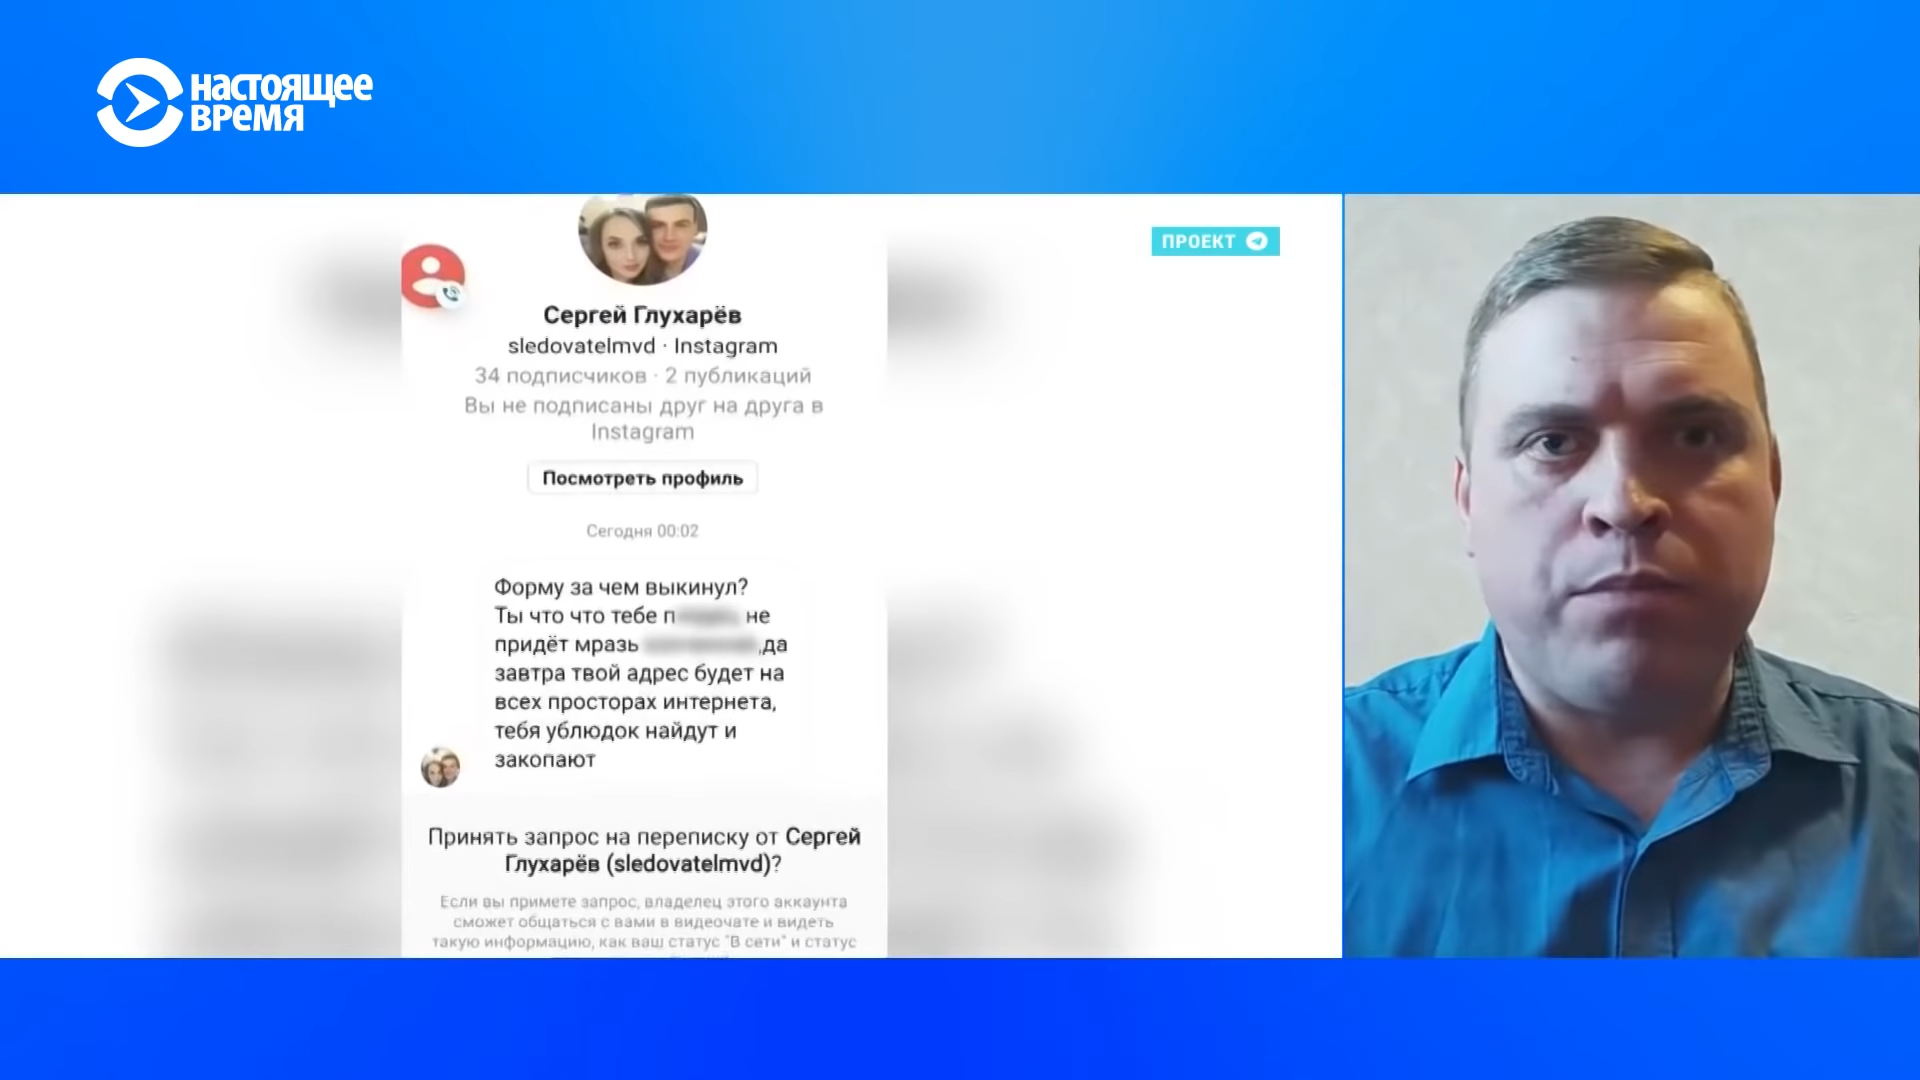 НАСТОЯЩЕЕ
ВРЕМЯ
ПРОЕКТ
Сергей Глухарёв
sledovatelmvd · Instagram
34 подписчиков · 2 публикаций
Вы не подписаны друг на друга в
Instagram
Посмотреть профиль
Сегодня 00:02
Форму за чем выкинул?
Ты что что тебе п не
придёт мразь ,да
завтра твой адрес будет на
всех просторах интернета,
тебя ублюдок найдут и
закопают
Принять запрос на переписку от Сергей
Глухарёв (sledovatelmvd)?
Если вы примете запрос, владелец этого аккаунта
сможет общаться с вами в видеочате и видеть
такую информацию, как ваш статус "В сети" и статус